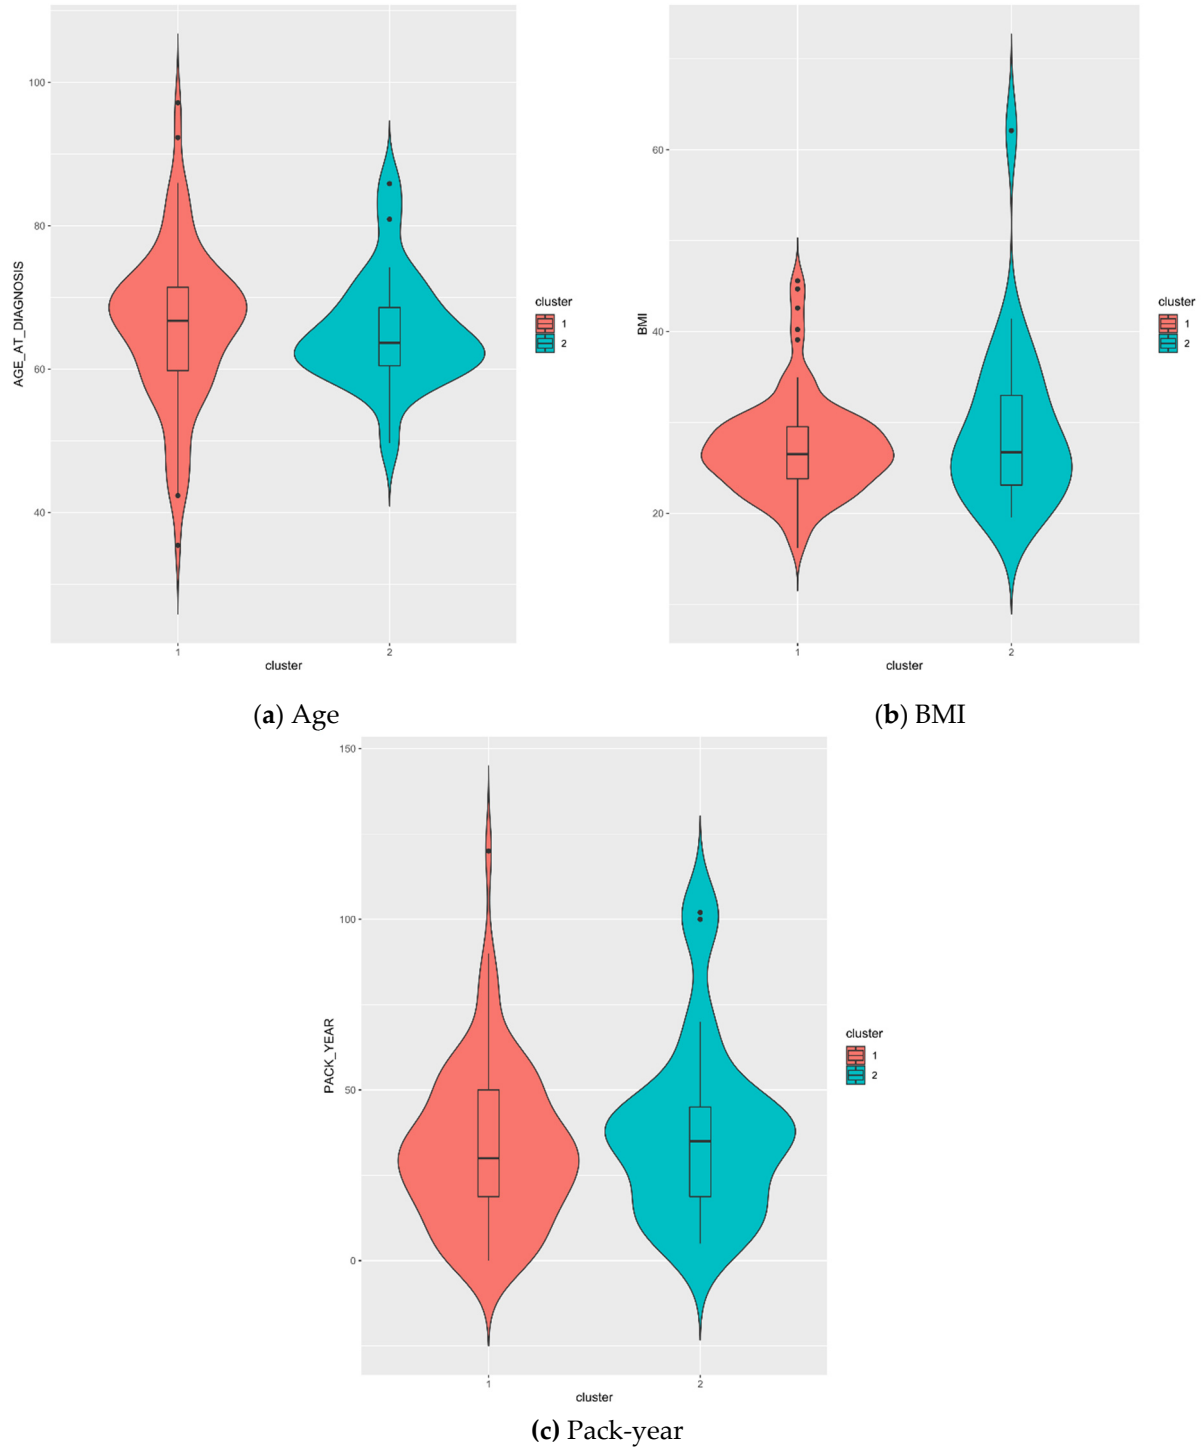 100
80
60
40
AGE_AT_DIAGNOSIS
1
2
cluster
cluster
1
2
(a) Age
60
40
20
BMI
1
2
cluster
cluster
1
2
(b) BMI
150
100
50
0
PACK_YEAR
1
2
cluster
cluster
1
2
(c) Pack-year